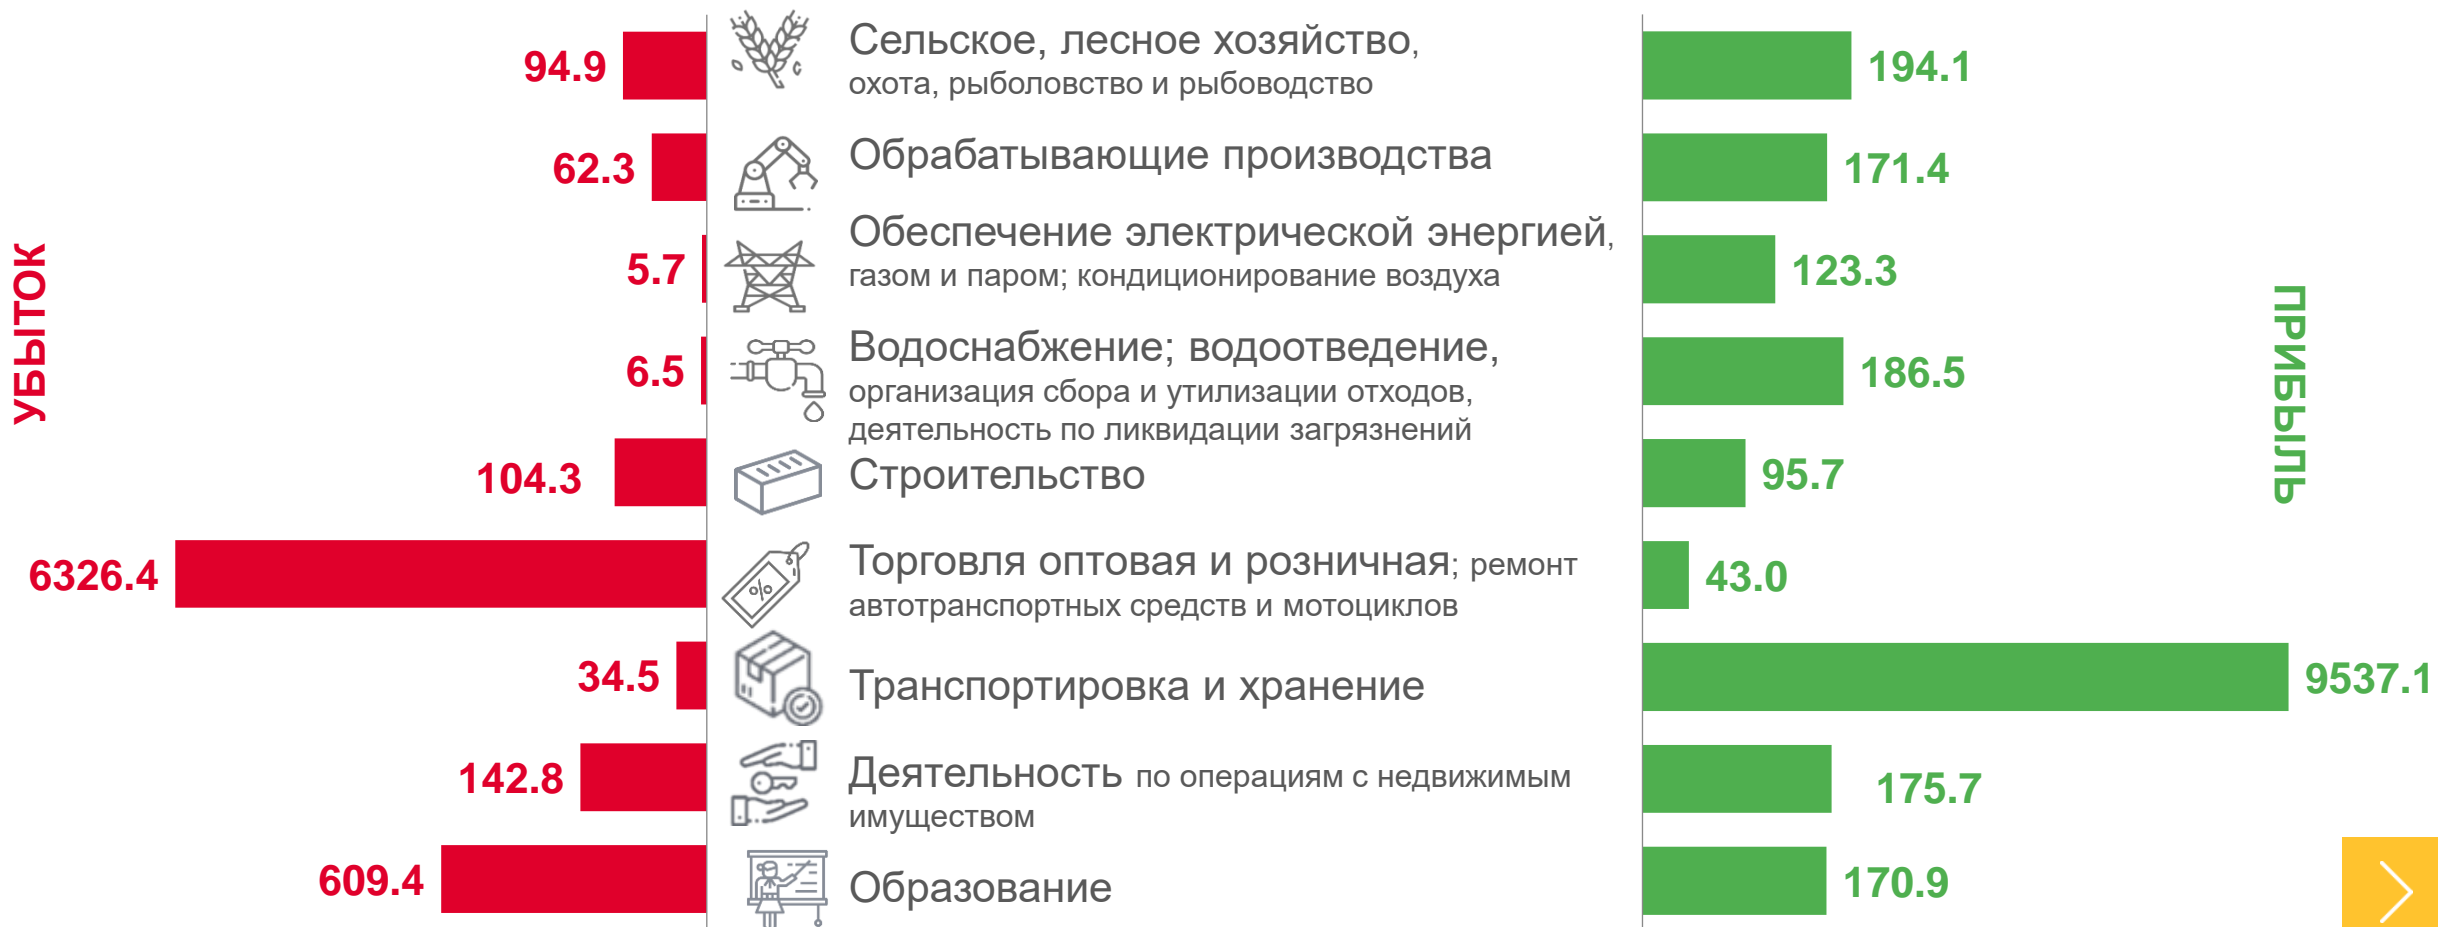 УБЫТОК
94.9
Сельское, лесное хозяйство,
охота, рыболовство и рыбоводство
194.1
62.3
Обрабатывающие производства
171.4
5.7
Обеспечение электрической энергией,
газом и паром; кондиционирование воздуха
123.3
6.5
Водоснабжение; водоотведение,
организация сбора и утилизации отходов,
деятельность по ликвидации загрязнений
186.5
104.3
Строительство
95.7
6326.4
%
Торговля оптовая и розничная; ремонт
автотранспортных средств и мотоциклов
43.0
34.5
Транспортировка и хранение
9537.1
142.8
Деятельность по операциям с недвижимым
имуществом
175.7
609.4
Образование
170.9
ПРИБЫЛЬ